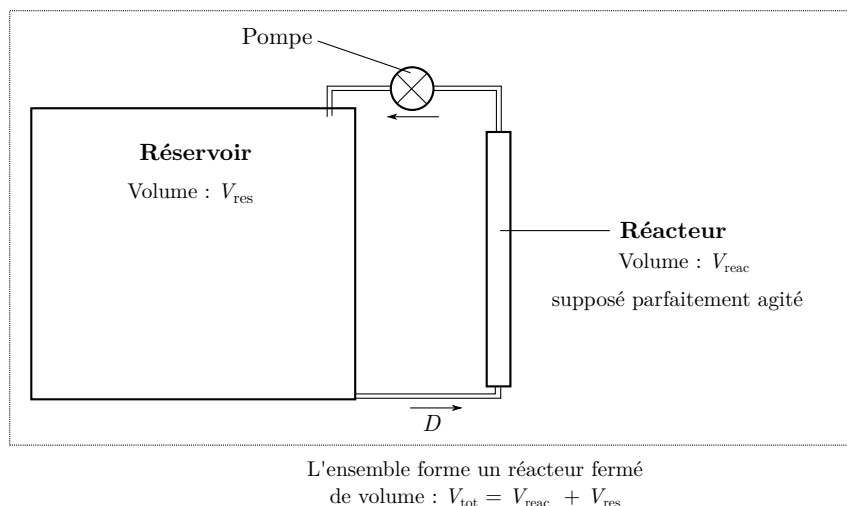 Pompe
Réservoir
Volume : V_res
Réacteur
Volume : V_reac
supposé parfaitement agité
D
L'ensemble forme un réacteur fermé
de volume : V_tot = V_reac + V_res